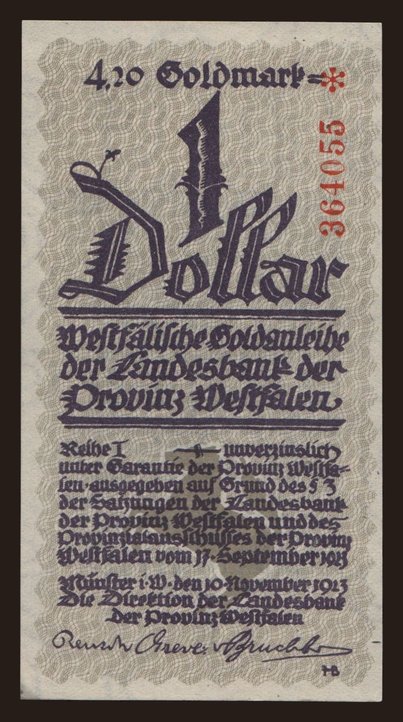 4,20 Goldmark = *
364055
1
Dollar
Westfälische Goldanleihe
der Landesbank der
Provinz Westfalen
Reihe I unverzinslich
unter Garantie der Provinz Westfa-
len, ausgegeben auf Grund des § 3
der Satzungen der Landesbank
der Provinz Westfalen und des
Provinzialausschusses der Provinz
Westfalen vom 17. September 1923
Münster i.W. den 10. November 1923
Die Direktion der Landesbank
der Provinz Westfalen
HB